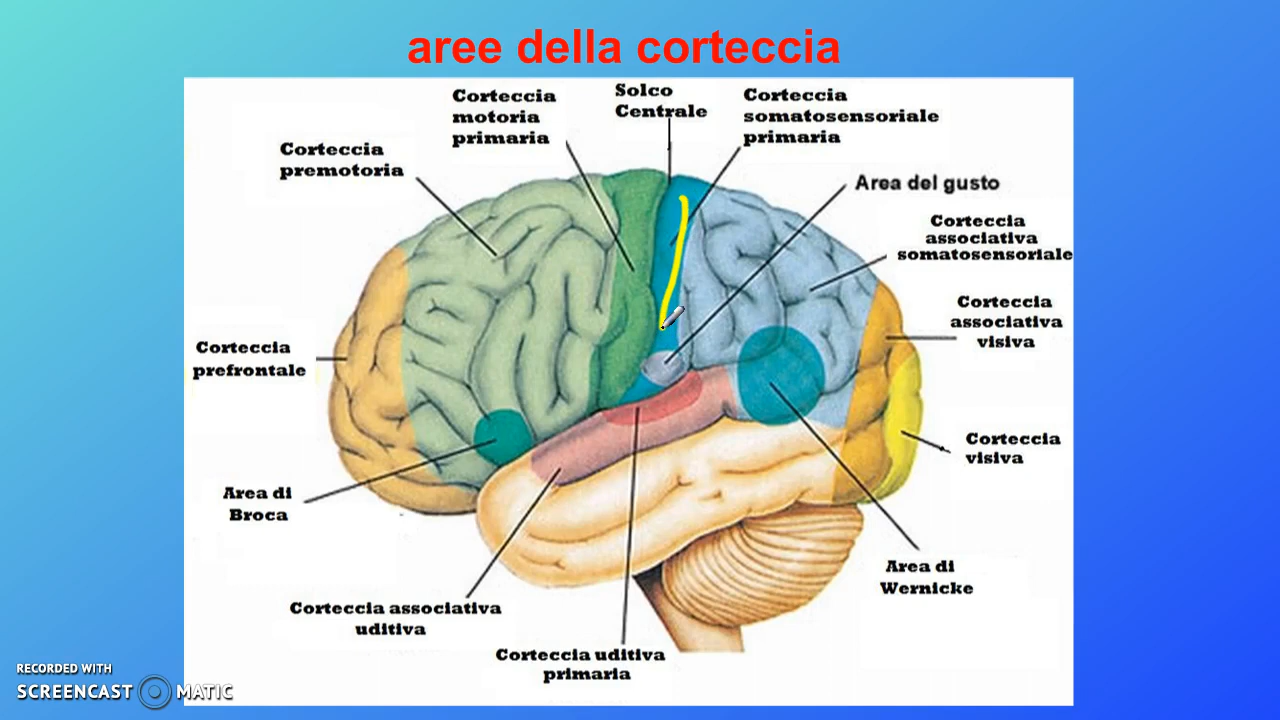 aree della corteccia
Corteccia
motoria
primaria
Solco
Centrale
Corteccia
somatosensoriale
primaria
Corteccia
premotoria
Area del gusto
Corteccia
associativa
somatosensoriale
Corteccia
associativa
visiva
Corteccia
prefrontale
Corteccia
visiva
Area di
Broca
Area di
Wernicke
Corteccia associativa
uditiva
Corteccia uditiva
primaria
RECORDED WITH
SCREENCAST MATIC